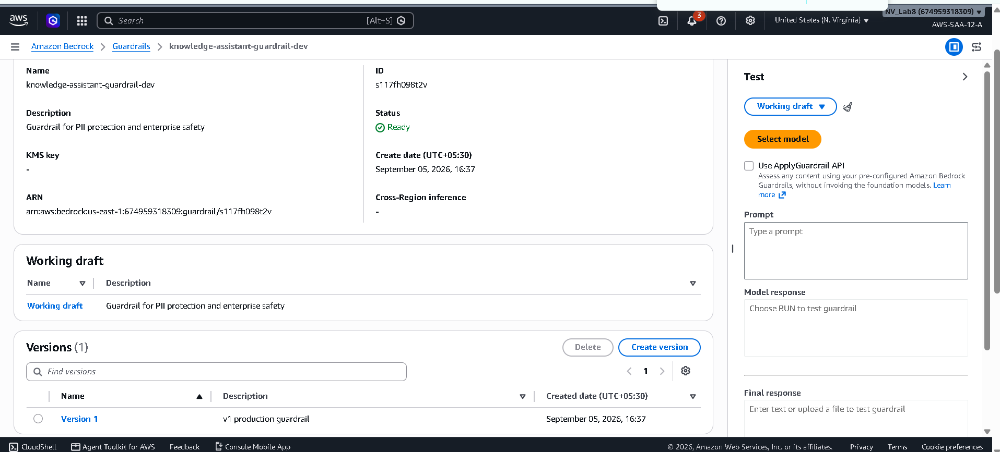 aws
Search
[Alt+S]
3
United States (N. Virginia)
NV_Lab8 (674959318309)
AWS-SAA-12-A
Amazon Bedrock
Guardrails
knowledge-assistant-guardrail-dev
Name
knowledge-assistant-guardrail-dev
Description
Guardrail for PII protection and enterprise safety
KMS key
-
ARN
arn:aws:bedrock:us-east-1:674959318309:guardrail/s117fh098t2v
ID
s117fh098t2v
Status
Ready
Create date (UTC+05:30)
September 05, 2026, 16:37
Cross-Region inference
-
Working draft
Name
Description
Working draft
Guardrail for PII protection and enterprise safety
Versions (1)
Delete
Create version
Find versions
1
Name
Description
Created date (UTC+05:30)
Version 1
v1 production guardrail
September 05, 2026, 16:37
Test
Working draft
Select model
Use ApplyGuardrail API
Assess any content using your pre-configured Amazon Bedrock
Guardrails, without invoking the foundation models. Learn
more
Prompt
Type a prompt
Model response
Choose RUN to test guardrail
Final response
Enter text or upload a file to test guardrail
CloudShell
Agent Toolkit for AWS
Feedback
Console Mobile App
© 2026, Amazon Web Services, Inc. or its affiliates.
Privacy
Terms
Cookie preferences